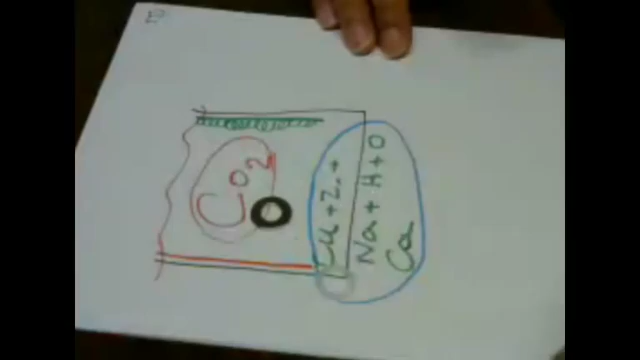 CO2
Cu + Zn +
Na + H + O
Ca